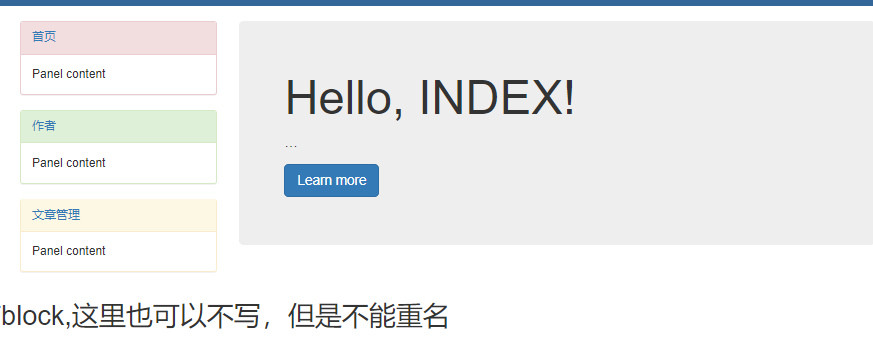 首页
Panel content
作者
Panel content
文章管理
Panel content
Hello, INDEX!
...
Learn more
block,这里也可以不写，但是不能重名